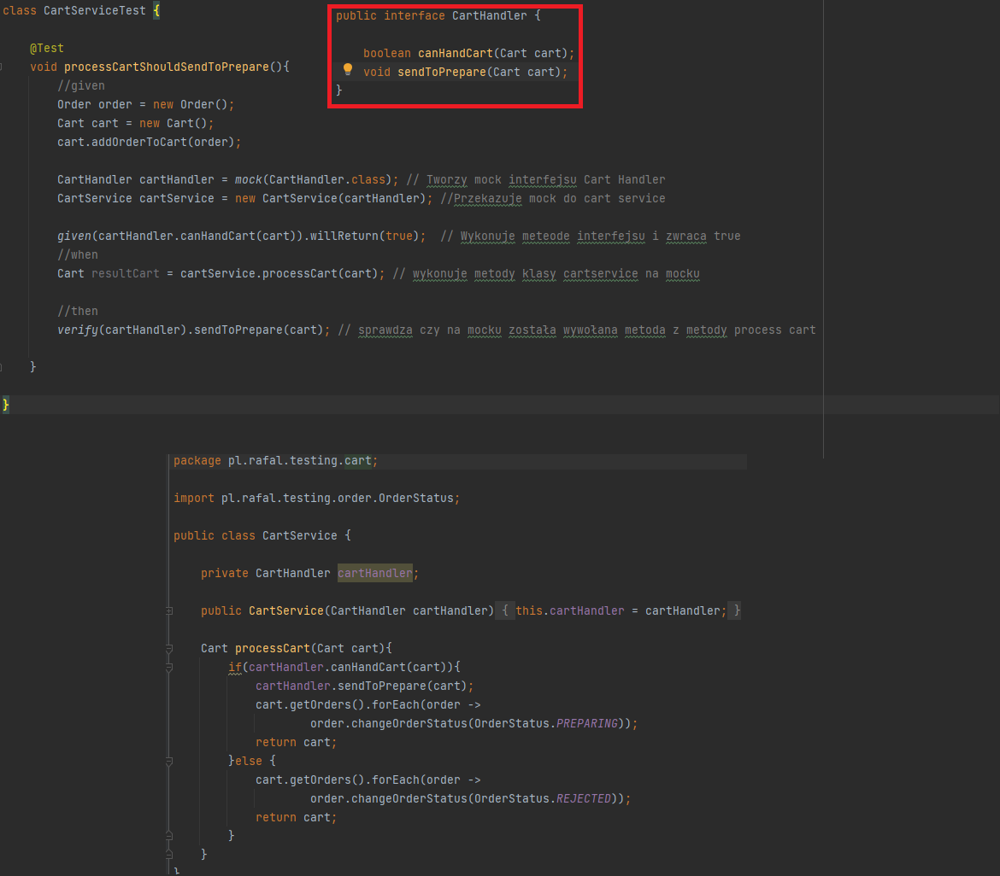 class CartServiceTest {
@Test
void processCartShouldSendToPrepare(){
//given
Order order = new Order();
Cart cart = new Cart();
cart.addOrderToCart(order);
CartHandler cartHandler = mock(CartHandler.class); // Tworzy mock interfejsu Cart Handler
CartService cartService = new CartService(cartHandler); //Przekazuje mock do cart service
given(cartHandler.canHandCart(cart)).willReturn(true);  // Wykonuje meteode interfejsu i zwraca true
//when
Cart resultCart = cartService.processCart(cart); // wykonuje metody klasy cartservice na mocku
//then
verify(cartHandler).sendToPrepare(cart); // sprawdza czy na mocku została wywołana metoda z metody process cart
}
}
public interface CartHandler {
boolean canHandCart(Cart cart);
void sendToPrepare(Cart cart);
}
package pl.rafal.testing.cart;
import pl.rafal.testing.order.OrderStatus;
public class CartService {
private CartHandler cartHandler;
public CartService(CartHandler cartHandler) { this.cartHandler = cartHandler; }
Cart processCart(Cart cart){
if(cartHandler.canHandCart(cart)){
cartHandler.sendToPrepare(cart);
cart.getOrders().forEach(order ->
order.changeOrderStatus(OrderStatus.PREPARING));
return cart;
}else {
cart.getOrders().forEach(order ->
order.changeOrderStatus(OrderStatus.REJECTED));
return cart;
}
}
}